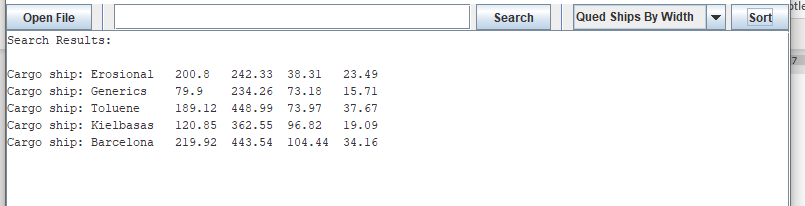 Open File Search Qued Ships By Width Sort
Search Results:
Cargo ship: Erosional 200.8 242.33 38.31 23.49
Cargo ship: Generics 79.9 234.26 73.18 15.71
Cargo ship: Toluene 189.12 448.99 73.97 37.67
Cargo ship: Kielbasas 120.85 362.55 96.82 19.09
Cargo ship: Barcelona 219.92 443.54 104.44 34.16